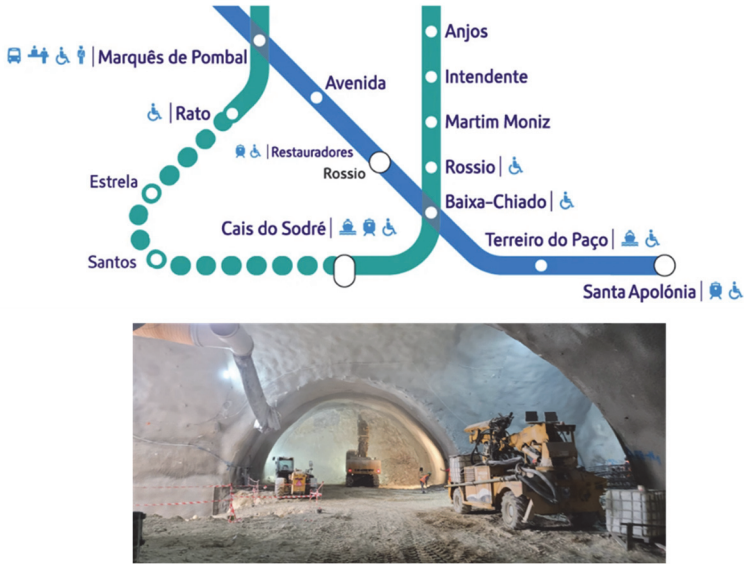 Marquês de Pombal
Anjos
Avenida
Intendente
Rato
Martim Moniz
Restauradores
Rossio
Rossio
Estrela
Baixa-Chiado
Cais do Sodré
Terreiro do Paço
Santos
Santa Apolónia